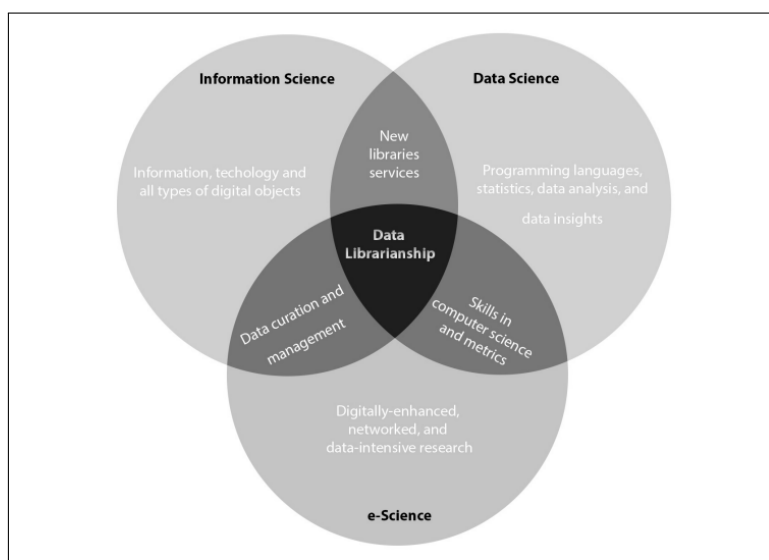 Information Science
Data Science
New
libraries
services
Information, techology and
all types of digital objects
Programming languages,
statistics, data analysis, and
data insights
Data
Librarianship
Data curation and
management
Skills in
computer science
and metrics
Digitally-enhanced,
networked, and
data-intensive research
e-Science